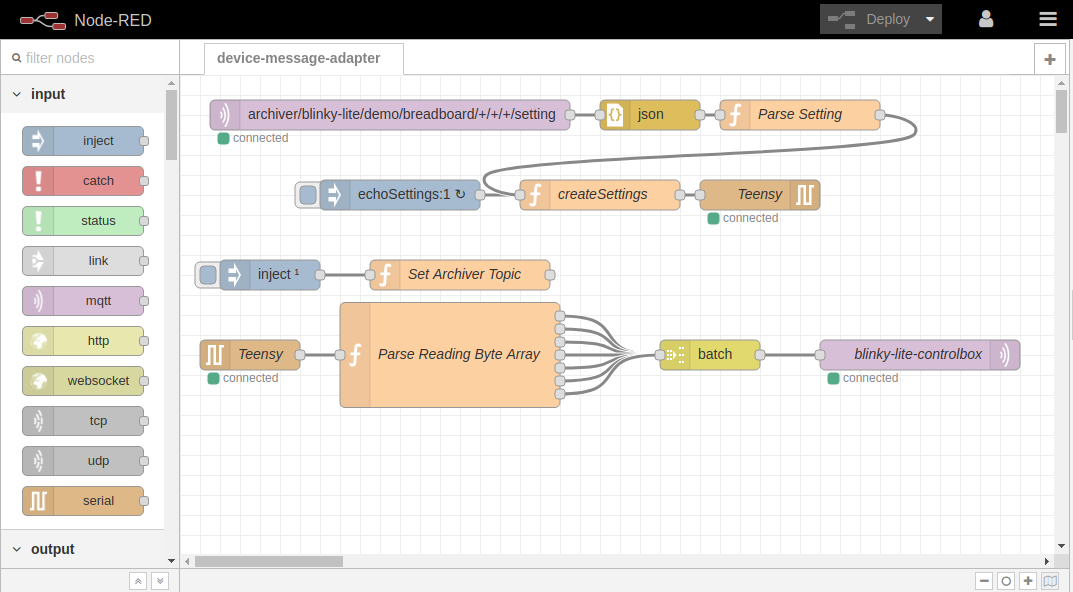 Node-RED
Deploy
filter nodes
device-message-adapter
input
inject
catch
status
link
mqtt
http
websocket
tcp
udp
serial
output
archiver/blinky-lite/demo/breadboard/+/+/+/setting
connected
json
Parse Setting
echoSettings:1 ↻
createSettings
Teensy
connected
inject ¹
Set Archiver Topic
Teensy
connected
Parse Reading Byte Array
batch
blinky-lite-controlbox
connected